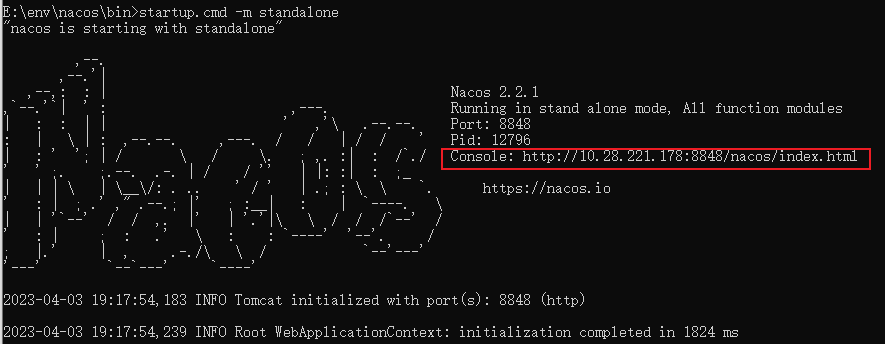 E:\env\nacos\bin>startup.cmd -m standalone
"nacos is starting with standalone"
Nacos 2.2.1
Running in stand alone mode, All function modules
Port: 8848
Pid: 12796
Console: http://10.28.221.178:8848/nacos/index.html
https://nacos.io
2023-04-03 19:17:54,183 INFO Tomcat initialized with port(s): 8848 (http)
2023-04-03 19:17:54,239 INFO Root WebApplicationContext: initialization completed in 1824 ms